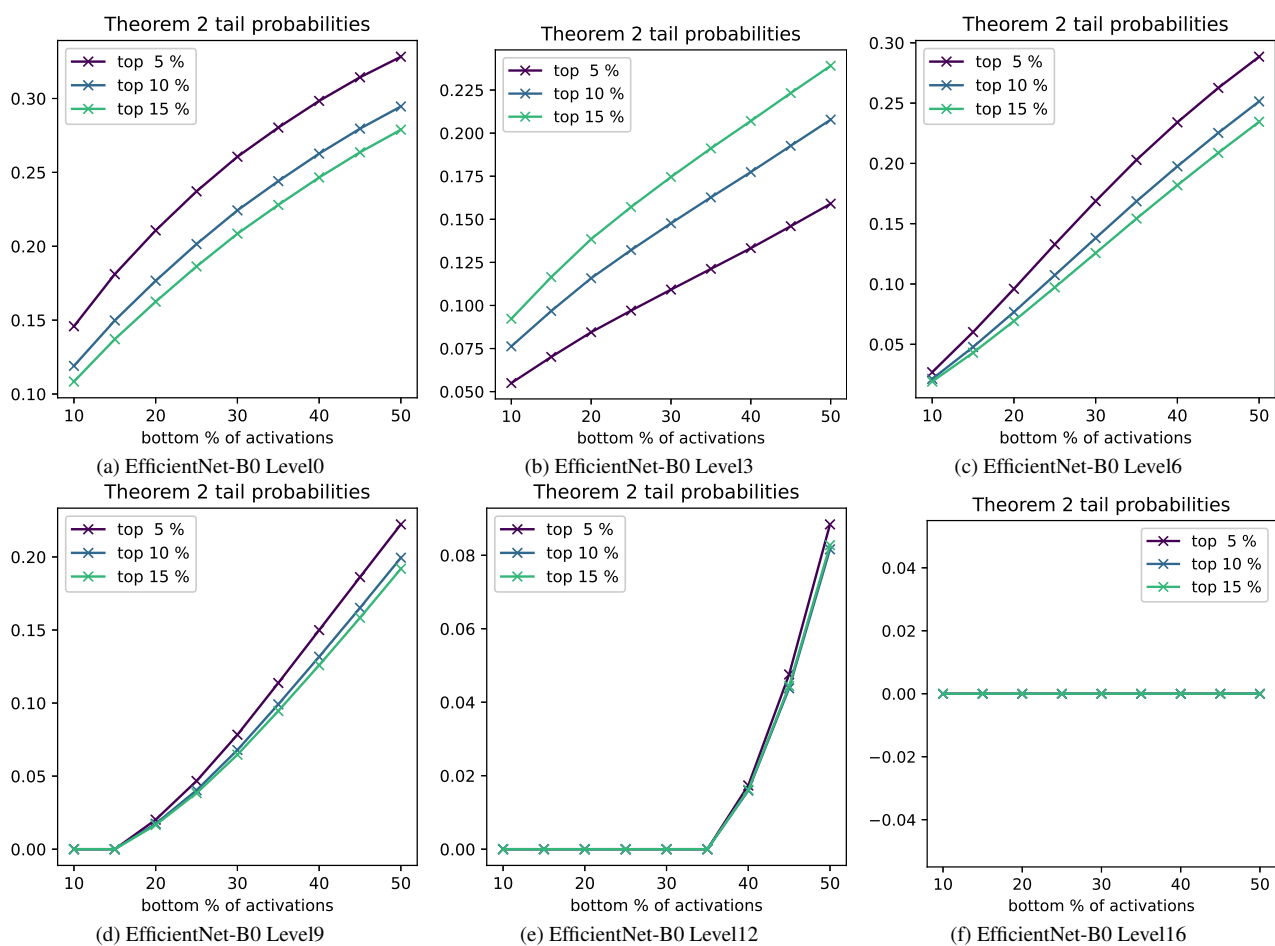 Theorem 2 tail probabilities
top 5 %
top 10 %
top 15 %
0.30
0.25
0.20
0.15
0.10
10 20 30 40 50
bottom % of activations
(a) EfficientNet-B0 Level0
Theorem 2 tail probabilities
top 5 %
top 10 %
top 15 %
0.225
0.200
0.175
0.150
0.125
0.100
0.075
0.050
10 20 30 40 50
bottom % of activations
(b) EfficientNet-B0 Level3
Theorem 2 tail probabilities
top 5 %
top 10 %
top 15 %
0.30
0.25
0.20
0.15
0.10
0.05
10 20 30 40 50
bottom % of activations
(c) EfficientNet-B0 Level6
Theorem 2 tail probabilities
top 5 %
top 10 %
top 15 %
0.20
0.15
0.10
0.05
0.00
10 20 30 40 50
bottom % of activations
(d) EfficientNet-B0 Level9
Theorem 2 tail probabilities
top 5 %
top 10 %
top 15 %
0.08
0.06
0.04
0.02
0.00
10 20 30 40 50
bottom % of activations
(e) EfficientNet-B0 Level12
Theorem 2 tail probabilities
top 5 %
top 10 %
top 15 %
0.04
0.02
0.00
−0.02
−0.04
10 20 30 40 50
bottom % of activations
(f) EfficientNet-B0 Level16